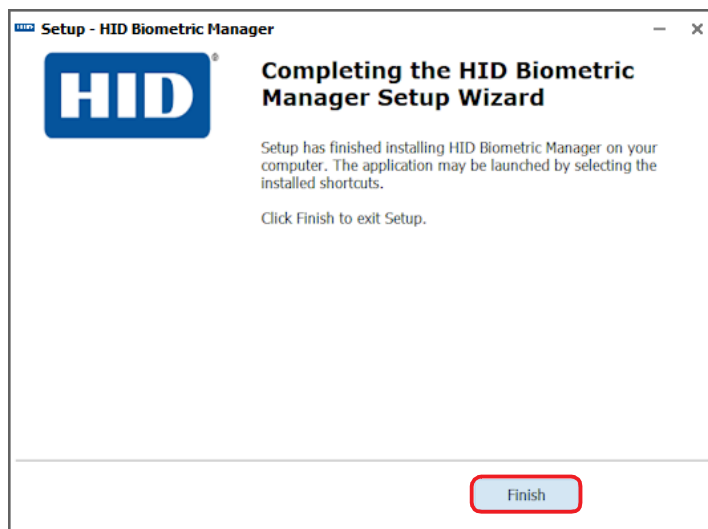 HID Setup - HID Biometric Manager
HID®
Completing the HID Biometric
Manager Setup Wizard
Setup has finished installing HID Biometric Manager on your
computer. The application may be launched by selecting the
installed shortcuts.
Click Finish to exit Setup.
Finish